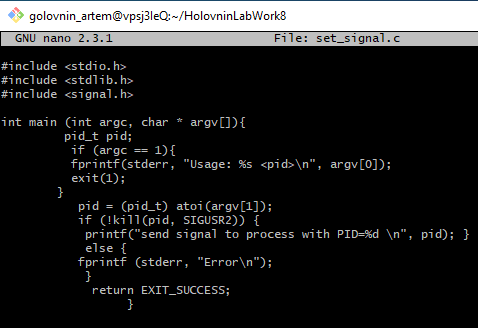 golovnin_artem@vpsj3leQ:~/HolovninLabWork8
GNU nano 2.3.1 File: set_signal.c
#include <stdio.h>
#include <stdlib.h>
#include <signal.h>
int main (int argc, char * argv[]){
pid_t pid;
if (argc == 1){
fprintf(stderr, "Usage: %s <pid>\n", argv[0]);
exit(1);
}
pid = (pid_t) atoi(argv[1]);
if (!kill(pid, SIGUSR2)) {
printf("send signal to process with PID=%d \n", pid); }
else {
fprintf (stderr, "Error\n");
}
return EXIT_SUCCESS;
}